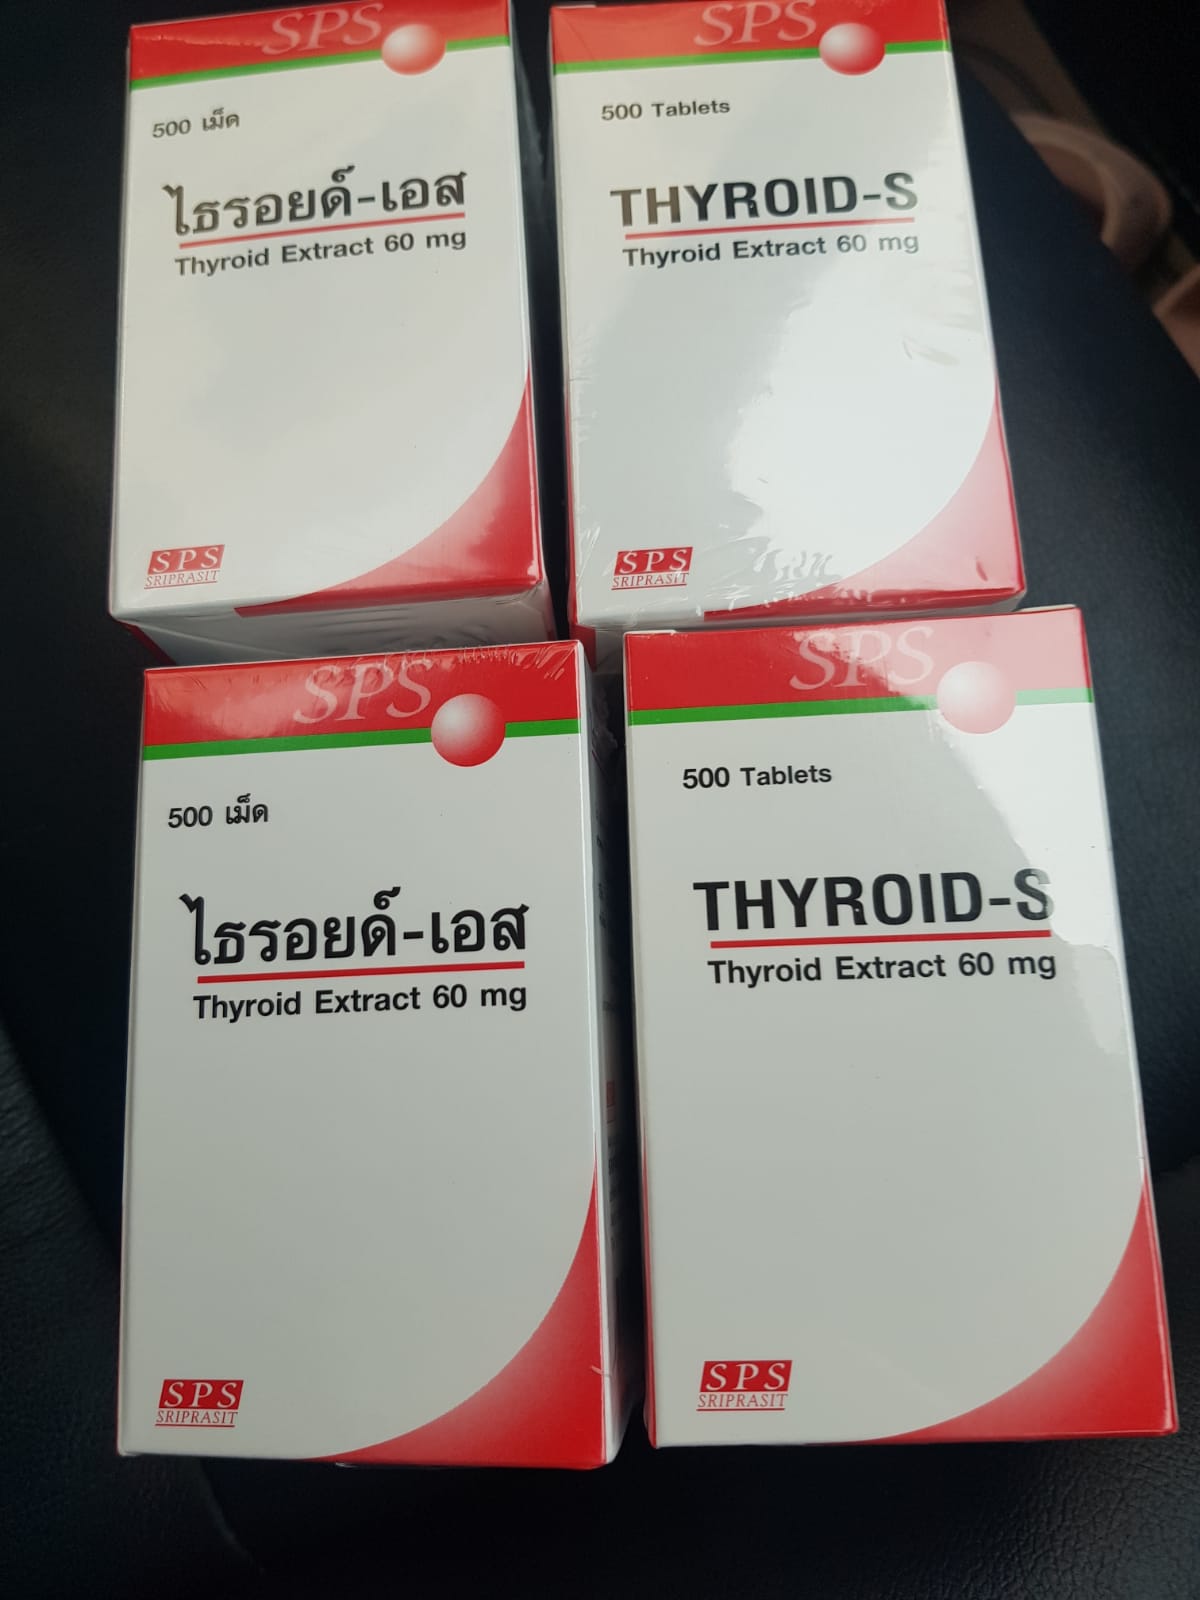 SPS
500 เม็ด
ไธรอยด์-เอส
Thyroid Extract 60 mg
SPS
SRIPRASIT
SPS
500 Tablets
THYROID-S
Thyroid Extract 60 mg
SPS
SRIPRASIT
SPS
500 เม็ด
ไธรอยด์-เอส
Thyroid Extract 60 mg
SPS
SRIPRASIT
SPS
500 Tablets
THYROID-S
Thyroid Extract 60 mg
SPS
SRIPRASIT